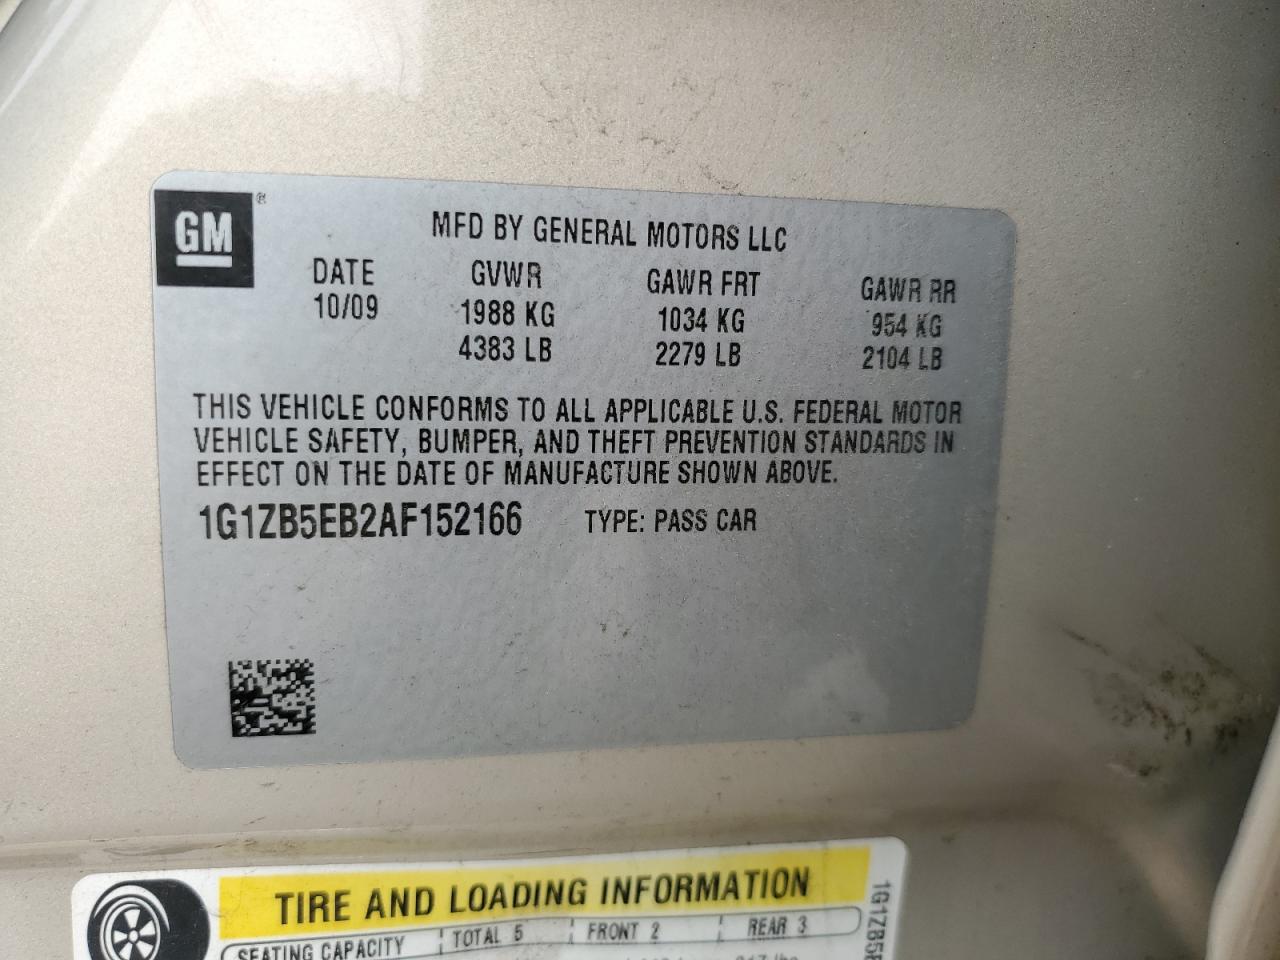 GM ®
MFD BY GENERAL MOTORS LLC
DATE GVWR GAWR FRT GAWR RR
10/09 1988 KG 1034 KG 954 KG
4383 LB 2279 LB 2104 LB
THIS VEHICLE CONFORMS TO ALL APPLICABLE U.S. FEDERAL MOTOR
VEHICLE SAFETY, BUMPER, AND THEFT PREVENTION STANDARDS IN
EFFECT ON THE DATE OF MANUFACTURE SHOWN ABOVE.
1G1ZB5EB2AF152166 TYPE: PASS CAR
TIRE AND LOADING INFORMATION
SEATING CAPACITY TOTAL 5 FRONT 2 REAR 3
1G1ZB5